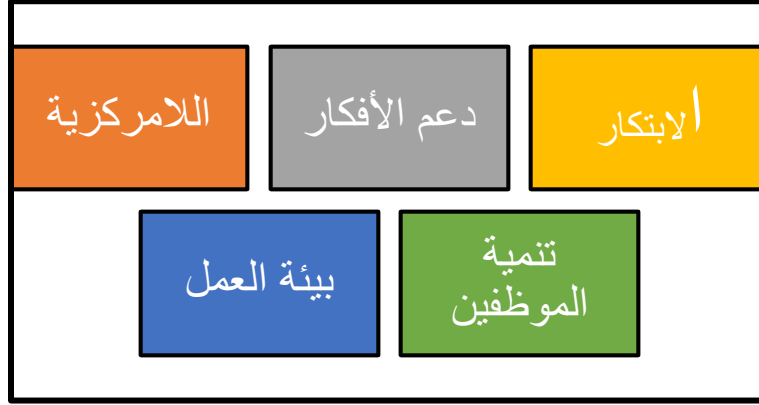 الابتكار
دعم الأفكار
اللامركزية
تنمية
الموظفين
بيئة العمل